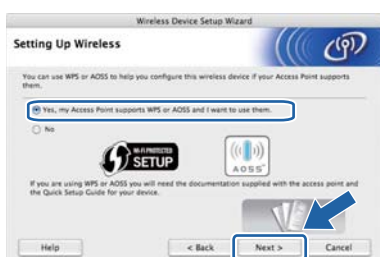 Wireless Device Setup Wizard
Setting Up Wireless
You can use WPS or AOSS to help you configure this wireless device if your Access Point supports
them.
Yes, my Access Point supports WPS or AOSS and I want to use them.
No
Wi-Fi PROTECTED
SETUP
AOSS
If you are using WPS or AOSS you will need the documentation supplied with the access point and
the Quick Setup Guide for your device.
Help
< Back
Next >
Cancel